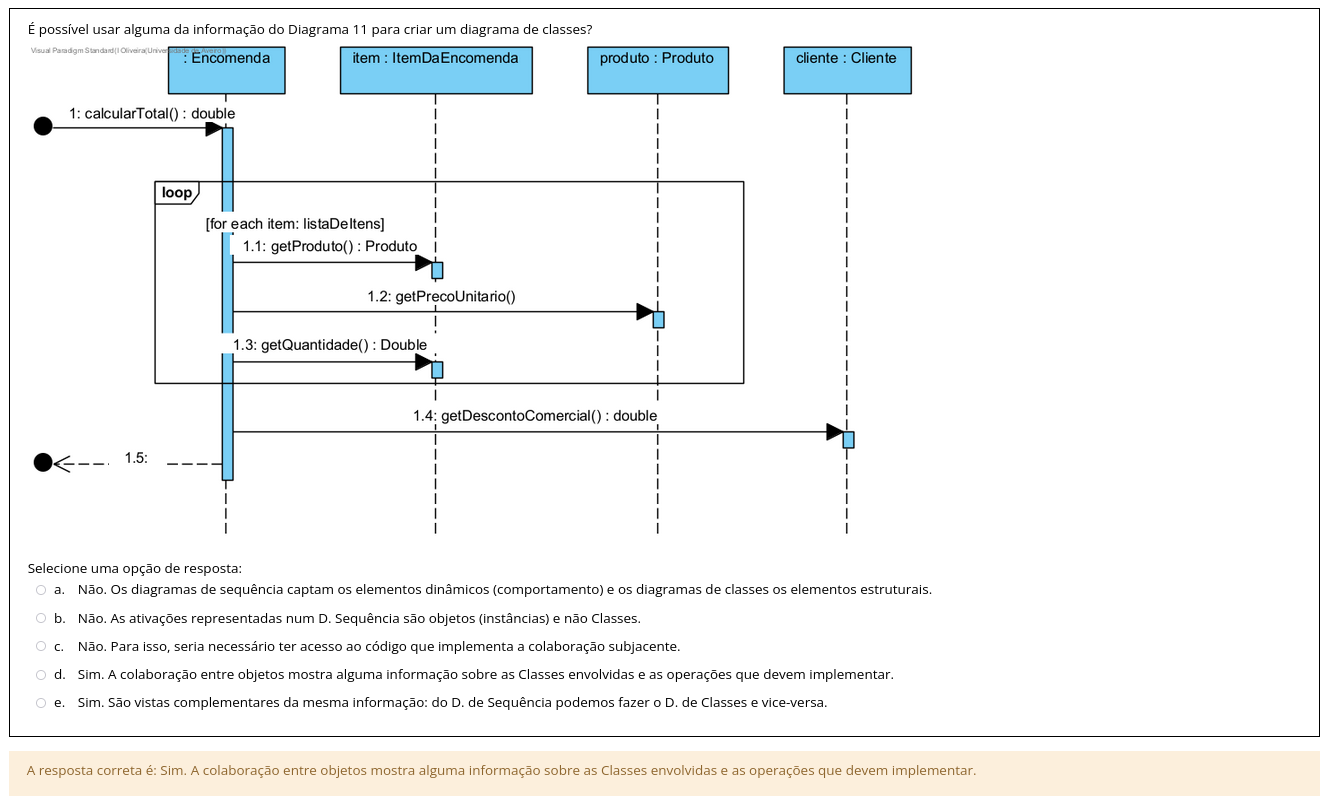 É possível usar alguma da informação do Diagrama 11 para criar um diagrama de classes?
Visual Paradigm Standard(I Oliveira(Universidade de Aveiro))
: Encomenda
item : ItemDaEncomenda
produto : Produto
cliente : Cliente
1: calcularTotal() : double
loop
[for each item: listaDeItens]
1.1: getProduto() : Produto
1.2: getPrecoUnitario()
1.3: getQuantidade() : Double
1.4: getDescontoComercial() : double
1.5:
Selecione uma opção de resposta:
a. Não. Os diagramas de sequência captam os elementos dinâmicos (comportamento) e os diagramas de classes os elementos estruturais.
b. Não. As ativações representadas num D. Sequência são objetos (instâncias) e não Classes.
c. Não. Para isso, seria necessário ter acesso ao código que implementa a colaboração subjacente.
d. Sim. A colaboração entre objetos mostra alguma informação sobre as Classes envolvidas e as operações que devem implementar.
e. Sim. São vistas complementares da mesma informação: do D. de Sequência podemos fazer o D. de Classes e vice-versa.
A resposta correta é: Sim. A colaboração entre objetos mostra alguma informação sobre as Classes envolvidas e as operações que devem implementar.